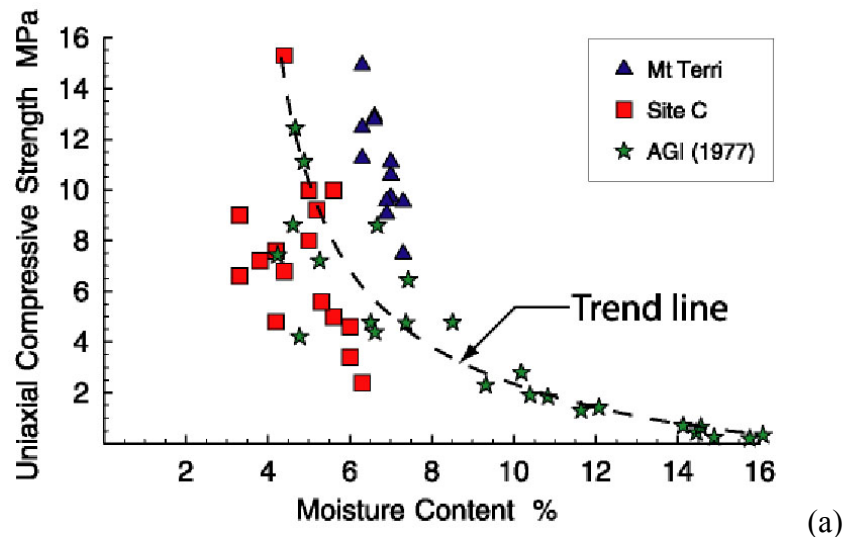 16
14
12
10
8
6
4
2
Uniaxial Compressive Strength MPa
Mt Terri
Site C
AGI (1977)
Trend line
2 4 6 8 10 12 14 16
Moisture Content %
(a)